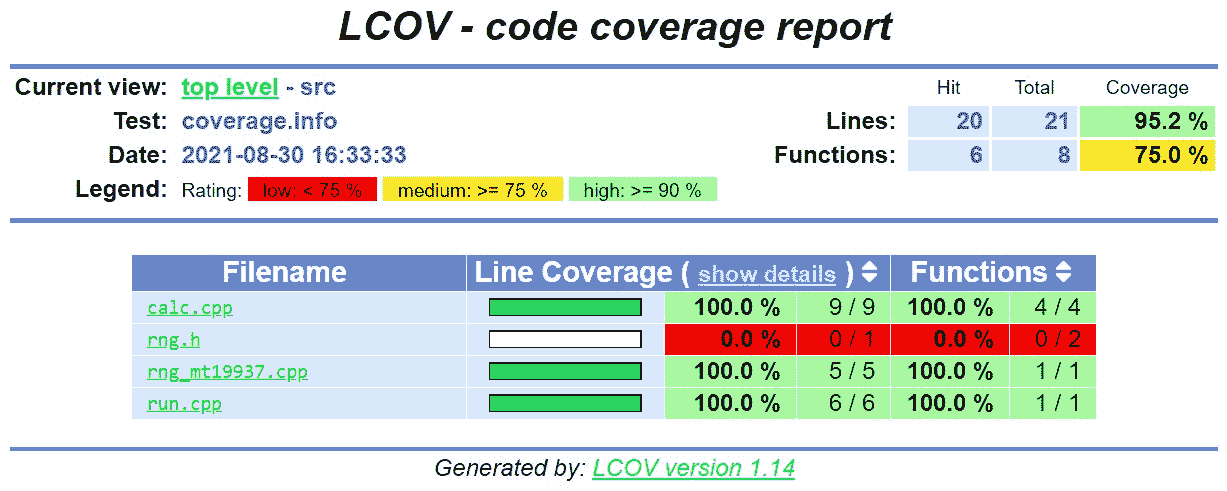 LCOV - code coverage report
Current view: top level - src
Hit Total Coverage
Test: coverage.info
Lines: 20 21 95.2 %
Date: 2021-08-30 16:33:33
Functions: 6 8 75.0 %
Legend: Rating: low: < 75 % medium: >= 75 % high: >= 90 %
Filename Line Coverage ( show details ) Functions
calc.cpp 100.0 % 9 / 9 100.0 % 4 / 4
rng.h 0.0 % 0 / 1 0.0 % 0 / 2
rng_mt19937.cpp 100.0 % 5 / 5 100.0 % 1 / 1
run.cpp 100.0 % 6 / 6 100.0 % 1 / 1
Generated by: LCOV version 1.14